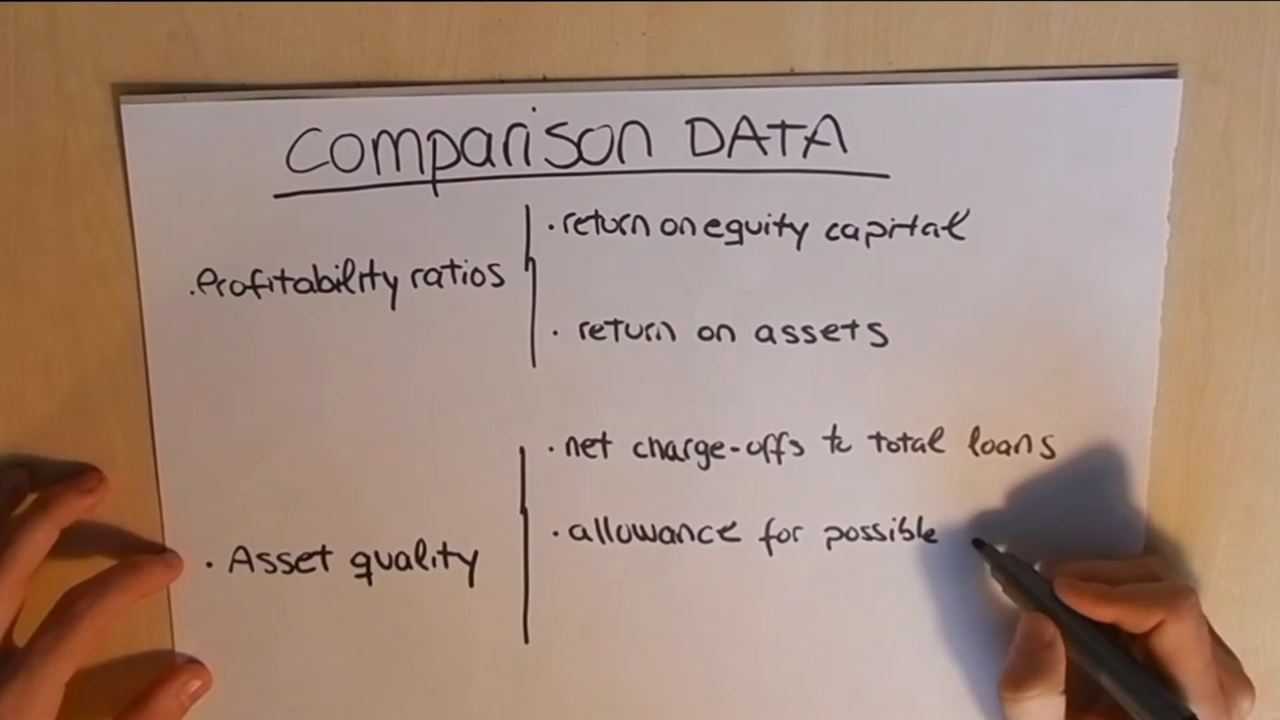 Comparison DATA
. Profitability ratios
. return on equity capital
. return on assets
. Asset quality
. net charge-offs to total loans
. allowance for possible